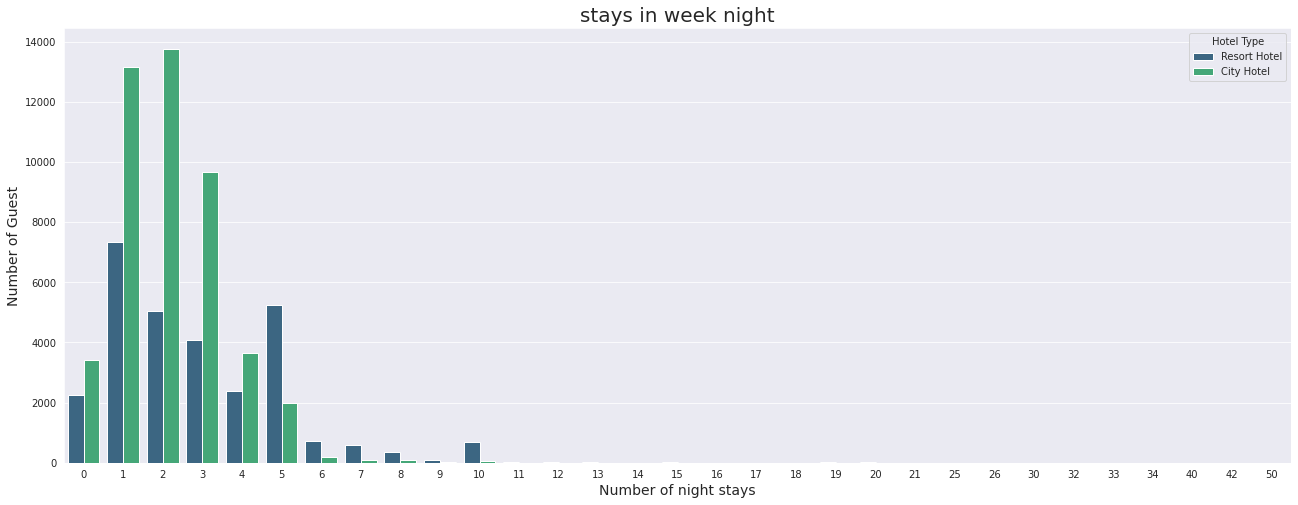 stays in week night
Hotel Type
Resort Hotel
City Hotel
Number of Guest
14000
12000
10000
8000
6000
4000
2000
0
0 1 2 3 4 5 6 7 8 9 10 11 12 13 14 15 16 17 18 19 20 21 25 26 30 32 33 34 40 42 50
Number of night stays